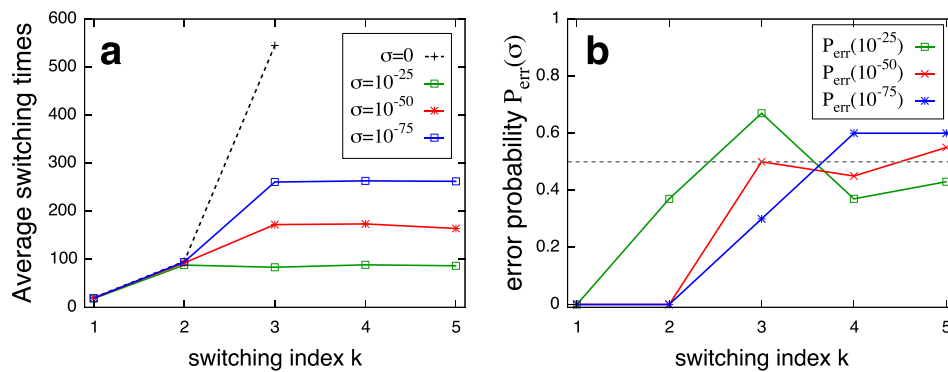 a
Average switching times
600
500
400
300
200
100
0
σ=0
σ=10^-25
σ=10^-50
σ=10^-75
1 2 3 4 5
switching index k
b
error probability P_err(σ)
1
0.8
0.6
0.4
0.2
0
P_err(10^-25)
P_err(10^-50)
P_err(10^-75)
1 2 3 4 5
switching index k